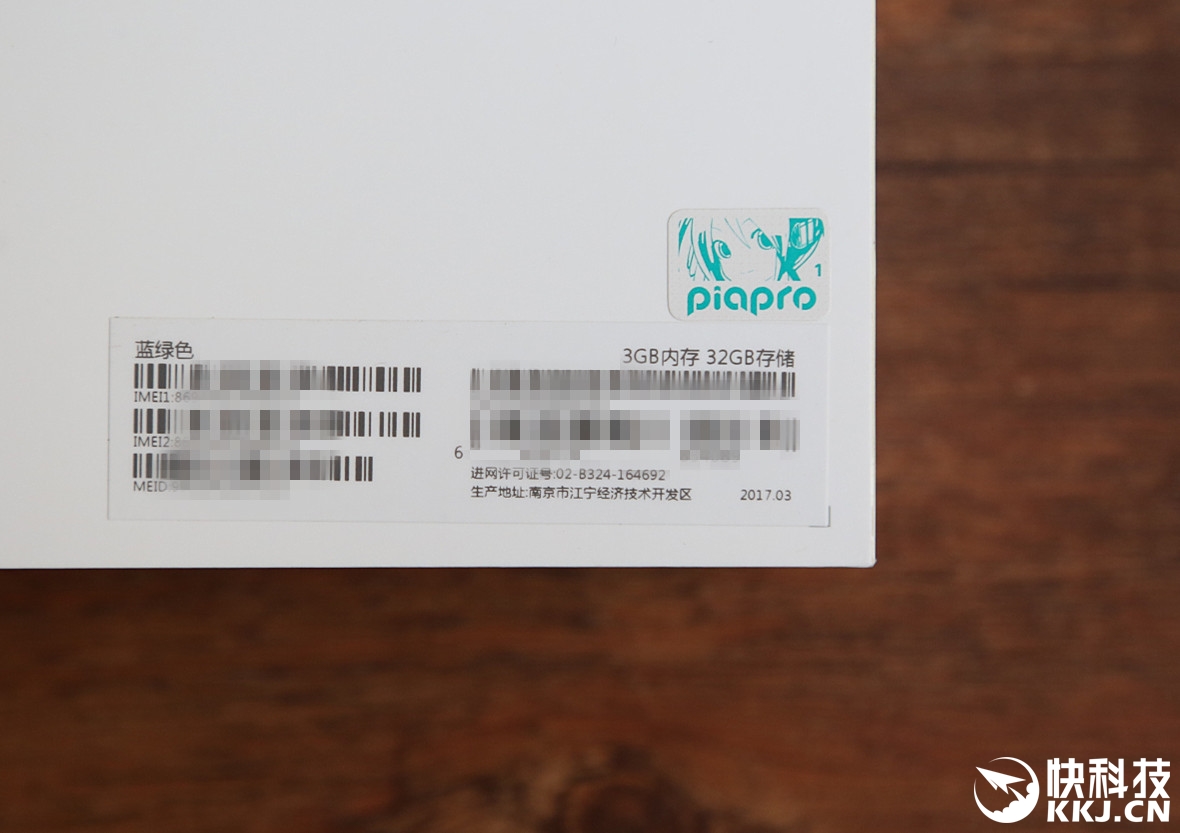 1
piapro
蓝绿色
3GB内存 32GB存储
IMEI1:86
IMEI2:8
6
MEID:
进网许可证号:02-B324-164692
生产地址:南京市江宁经济技术开发区
2017.03
快科技
KKJ.CN